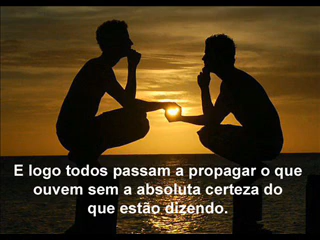 E logo todos passam a propagar o que
ouvem sem a absoluta certeza do
que estão dizendo.